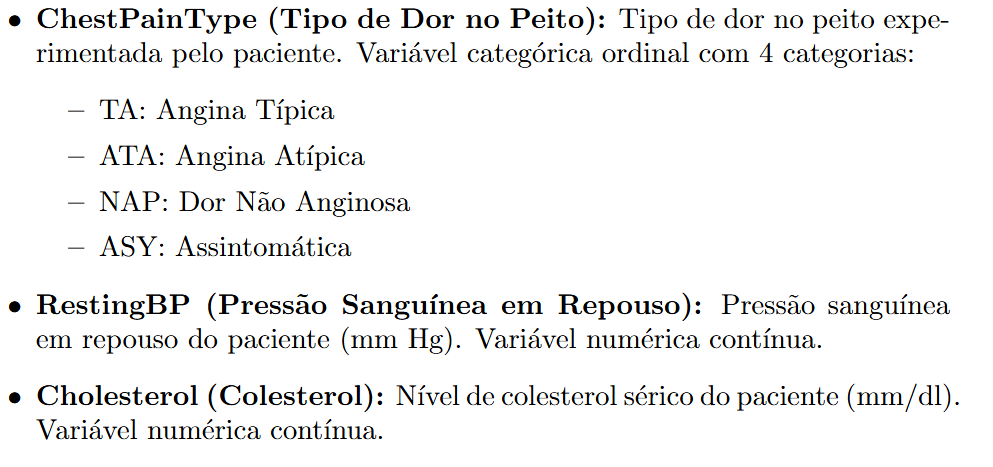 • ChestPainType (Tipo de Dor no Peito): Tipo de dor no peito expe-
rimentada pelo paciente. Variável categórica ordinal com 4 categorias:
– TA: Angina Típica
– ATA: Angina Atípica
– NAP: Dor Não Anginosa
– ASY: Assintomática
• RestingBP (Pressão Sanguínea em Repouso): Pressão sanguínea
em repouso do paciente (mm Hg). Variável numérica contínua.
• Cholesterol (Colesterol): Nível de colesterol sérico do paciente (mm/dl).
Variável numérica contínua.